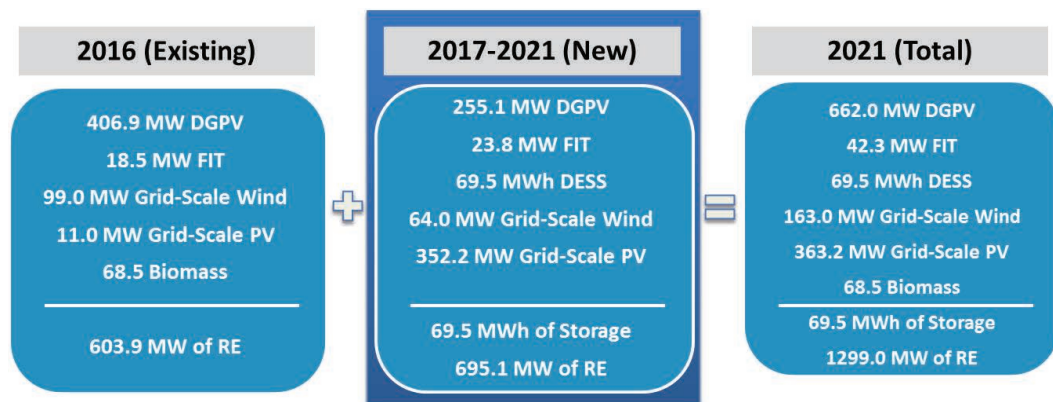 2016 (Existing)
406.9 MW DGPV
18.5 MW FIT
99.0 MW Grid-Scale Wind
11.0 MW Grid-Scale PV
68.5 Biomass
603.9 MW of RE
2017-2021 (New)
255.1 MW DGPV
23.8 MW FIT
69.5 MWh DESS
64.0 MW Grid-Scale Wind
352.2 MW Grid-Scale PV
69.5 MWh of Storage
695.1 MW of RE
2021 (Total)
662.0 MW DGPV
42.3 MW FIT
69.5 MWh DESS
163.0 MW Grid-Scale Wind
363.2 MW Grid-Scale PV
68.5 Biomass
69.5 MWh of Storage
1299.0 MW of RE